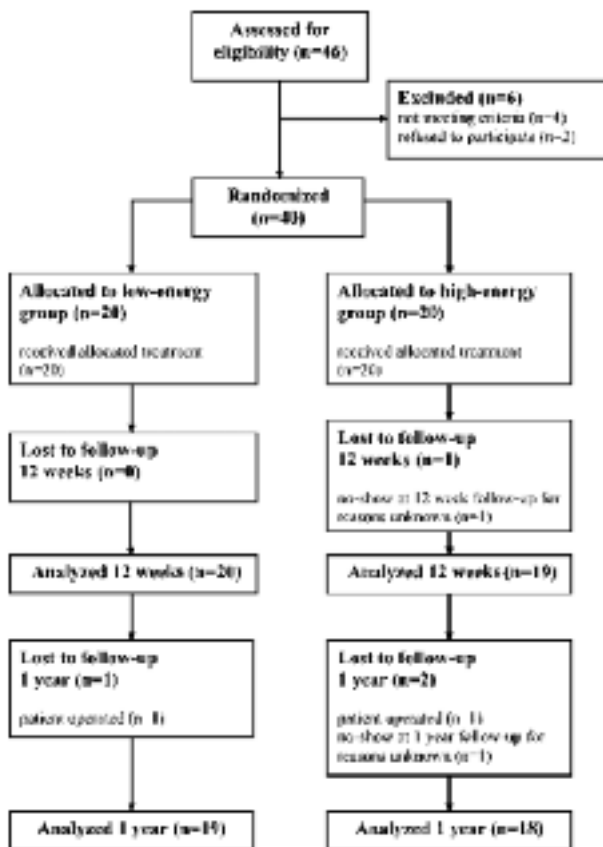 Assessed for
eligibility (n=46)
Excluded (n=6)
not meeting criteria (n=4)
refused to participate (n=2)
Randomized
(n=40)
Allocated to low-energy
group (n=20)
received allocated treatment
(n=20)
Allocated to high-energy
group (n=20)
received allocated treatment
(n=20)
Lost to follow-up
12 weeks (n=0)
Lost to follow-up
12 weeks (n=1)
no-show at 12 week follow-up for
reasons unknown (n=1)
Analyzed 12 weeks (n=20)
Analyzed 12 weeks (n=19)
Lost to follow-up
1 year (n=1)
patient operated (n=1)
Lost to follow-up
1 year (n=2)
patient operated (n=1)
no-show at 1 year follow-up for
reasons unknown (n=1)
Analyzed 1 year (n=19)
Analyzed 1 year (n=18)